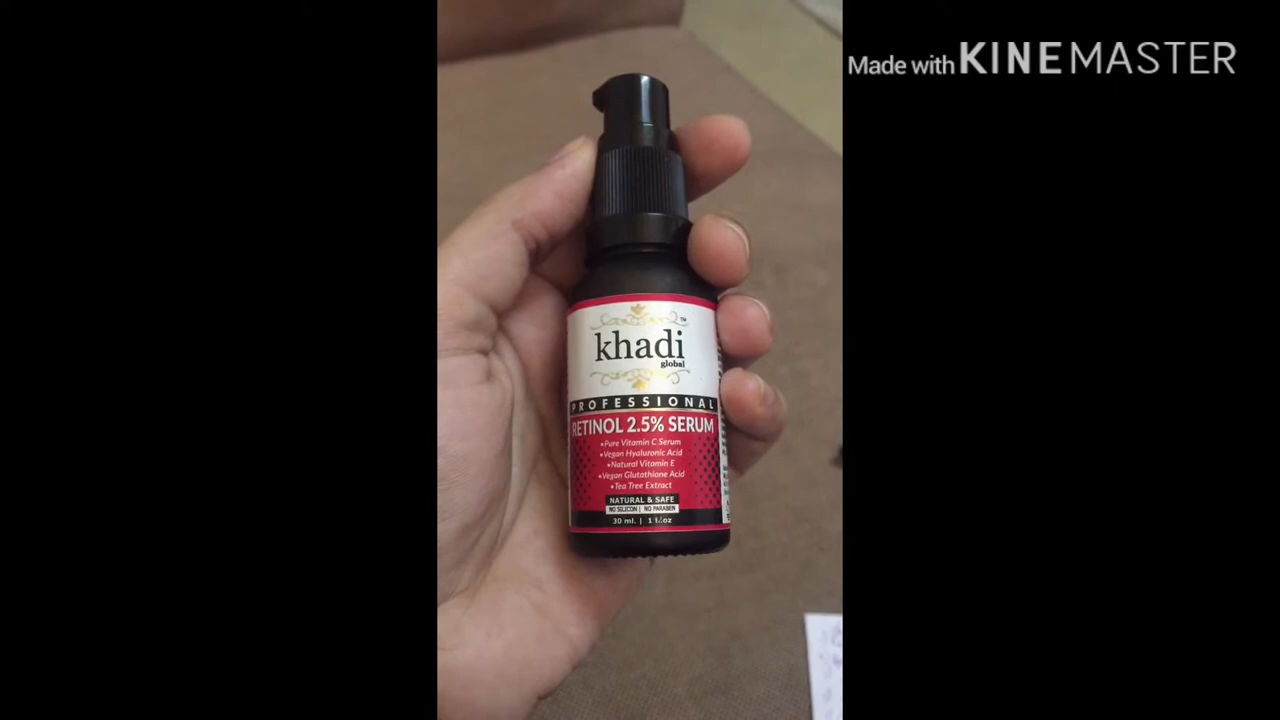 Made with KINEMASTER
khadi
TM
global
PROFESSIONAL
RETINOL 2.5% SERUM
•Pure Vitamin C Serum
•Vegan Hyaluronic Acid
•Natural Vitamin E
•Vegan Glutathione Acid
•Tea Tree Extract
NATURAL & SAFE
NO SILICON | NO PARABEN
30 ml. | 1 f.oz